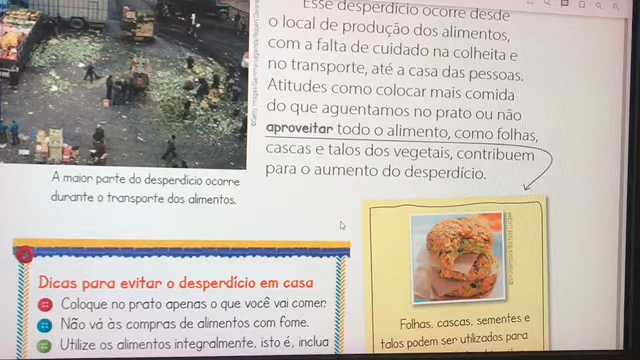 Esse desperdício ocorre desde
o local de produção dos alimentos,
com a falta de cuidado na colheita e
no transporte, até a casa das pessoas.
Atitudes como colocar mais comida
do que aguentamos no prato ou não
aproveitar todo o alimento, como folhas,
cascas e talos dos vegetais, contribuem
para o aumento do desperdício.
A maior parte do desperdício ocorre
durante o transporte dos alimentos.
Dicas para evitar o desperdício em casa
Coloque no prato apenas o que você vai comer.
Não vá às compras de alimentos com fome.
Utilize os alimentos integralmente, isto é, inclua
Folhas, cascas, sementes e
talos podem ser utilizados para